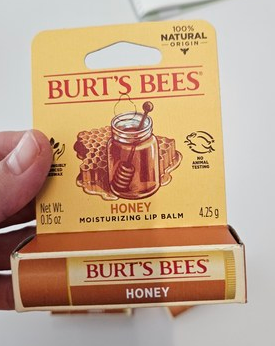 100%
NATURAL
ORIGIN
BURT'S BEES®
NO
ANIMAL
TESTING
Net Wt.
0.15 oz
HONEY
MOISTURIZING LIP BALM
4.25 g
BURT'S BEES®
HONEY